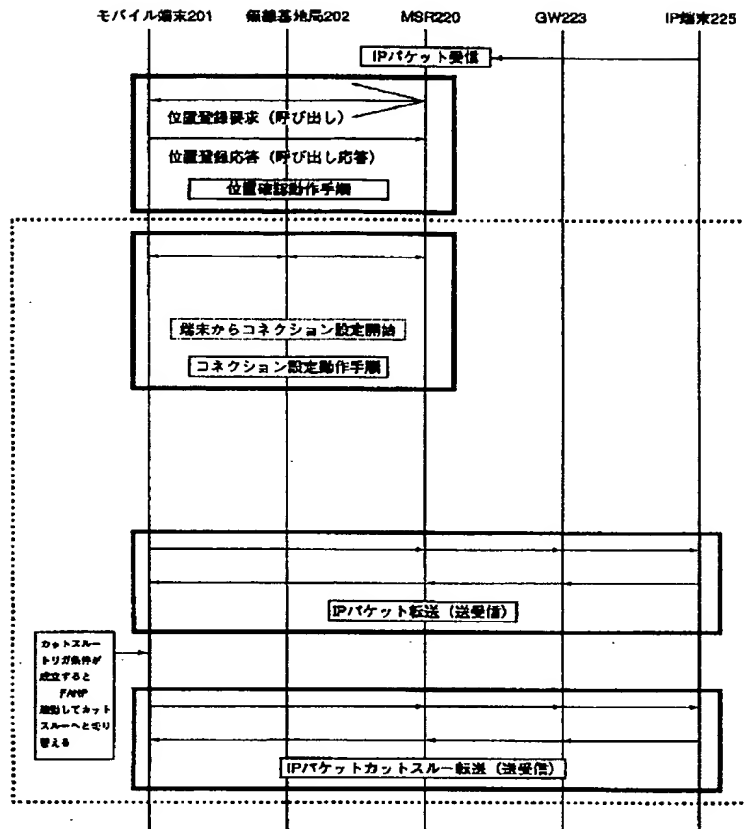 モバイル端末201 無線基地局202 MSR220 GW223 IP端末225
IPパケット受信
位置登録要求（呼び出し）
位置登録応答（呼び出し応答）
位置確認動作手順
端末からコネクション設定開始
コネクション設定動作手順
IPパケット転送（送受信）
カットスルー
トリガ条件が
成立すると
FANP
起動してカット
スルーへと切り
替える
IPパケットカットスルー転送（送受信）